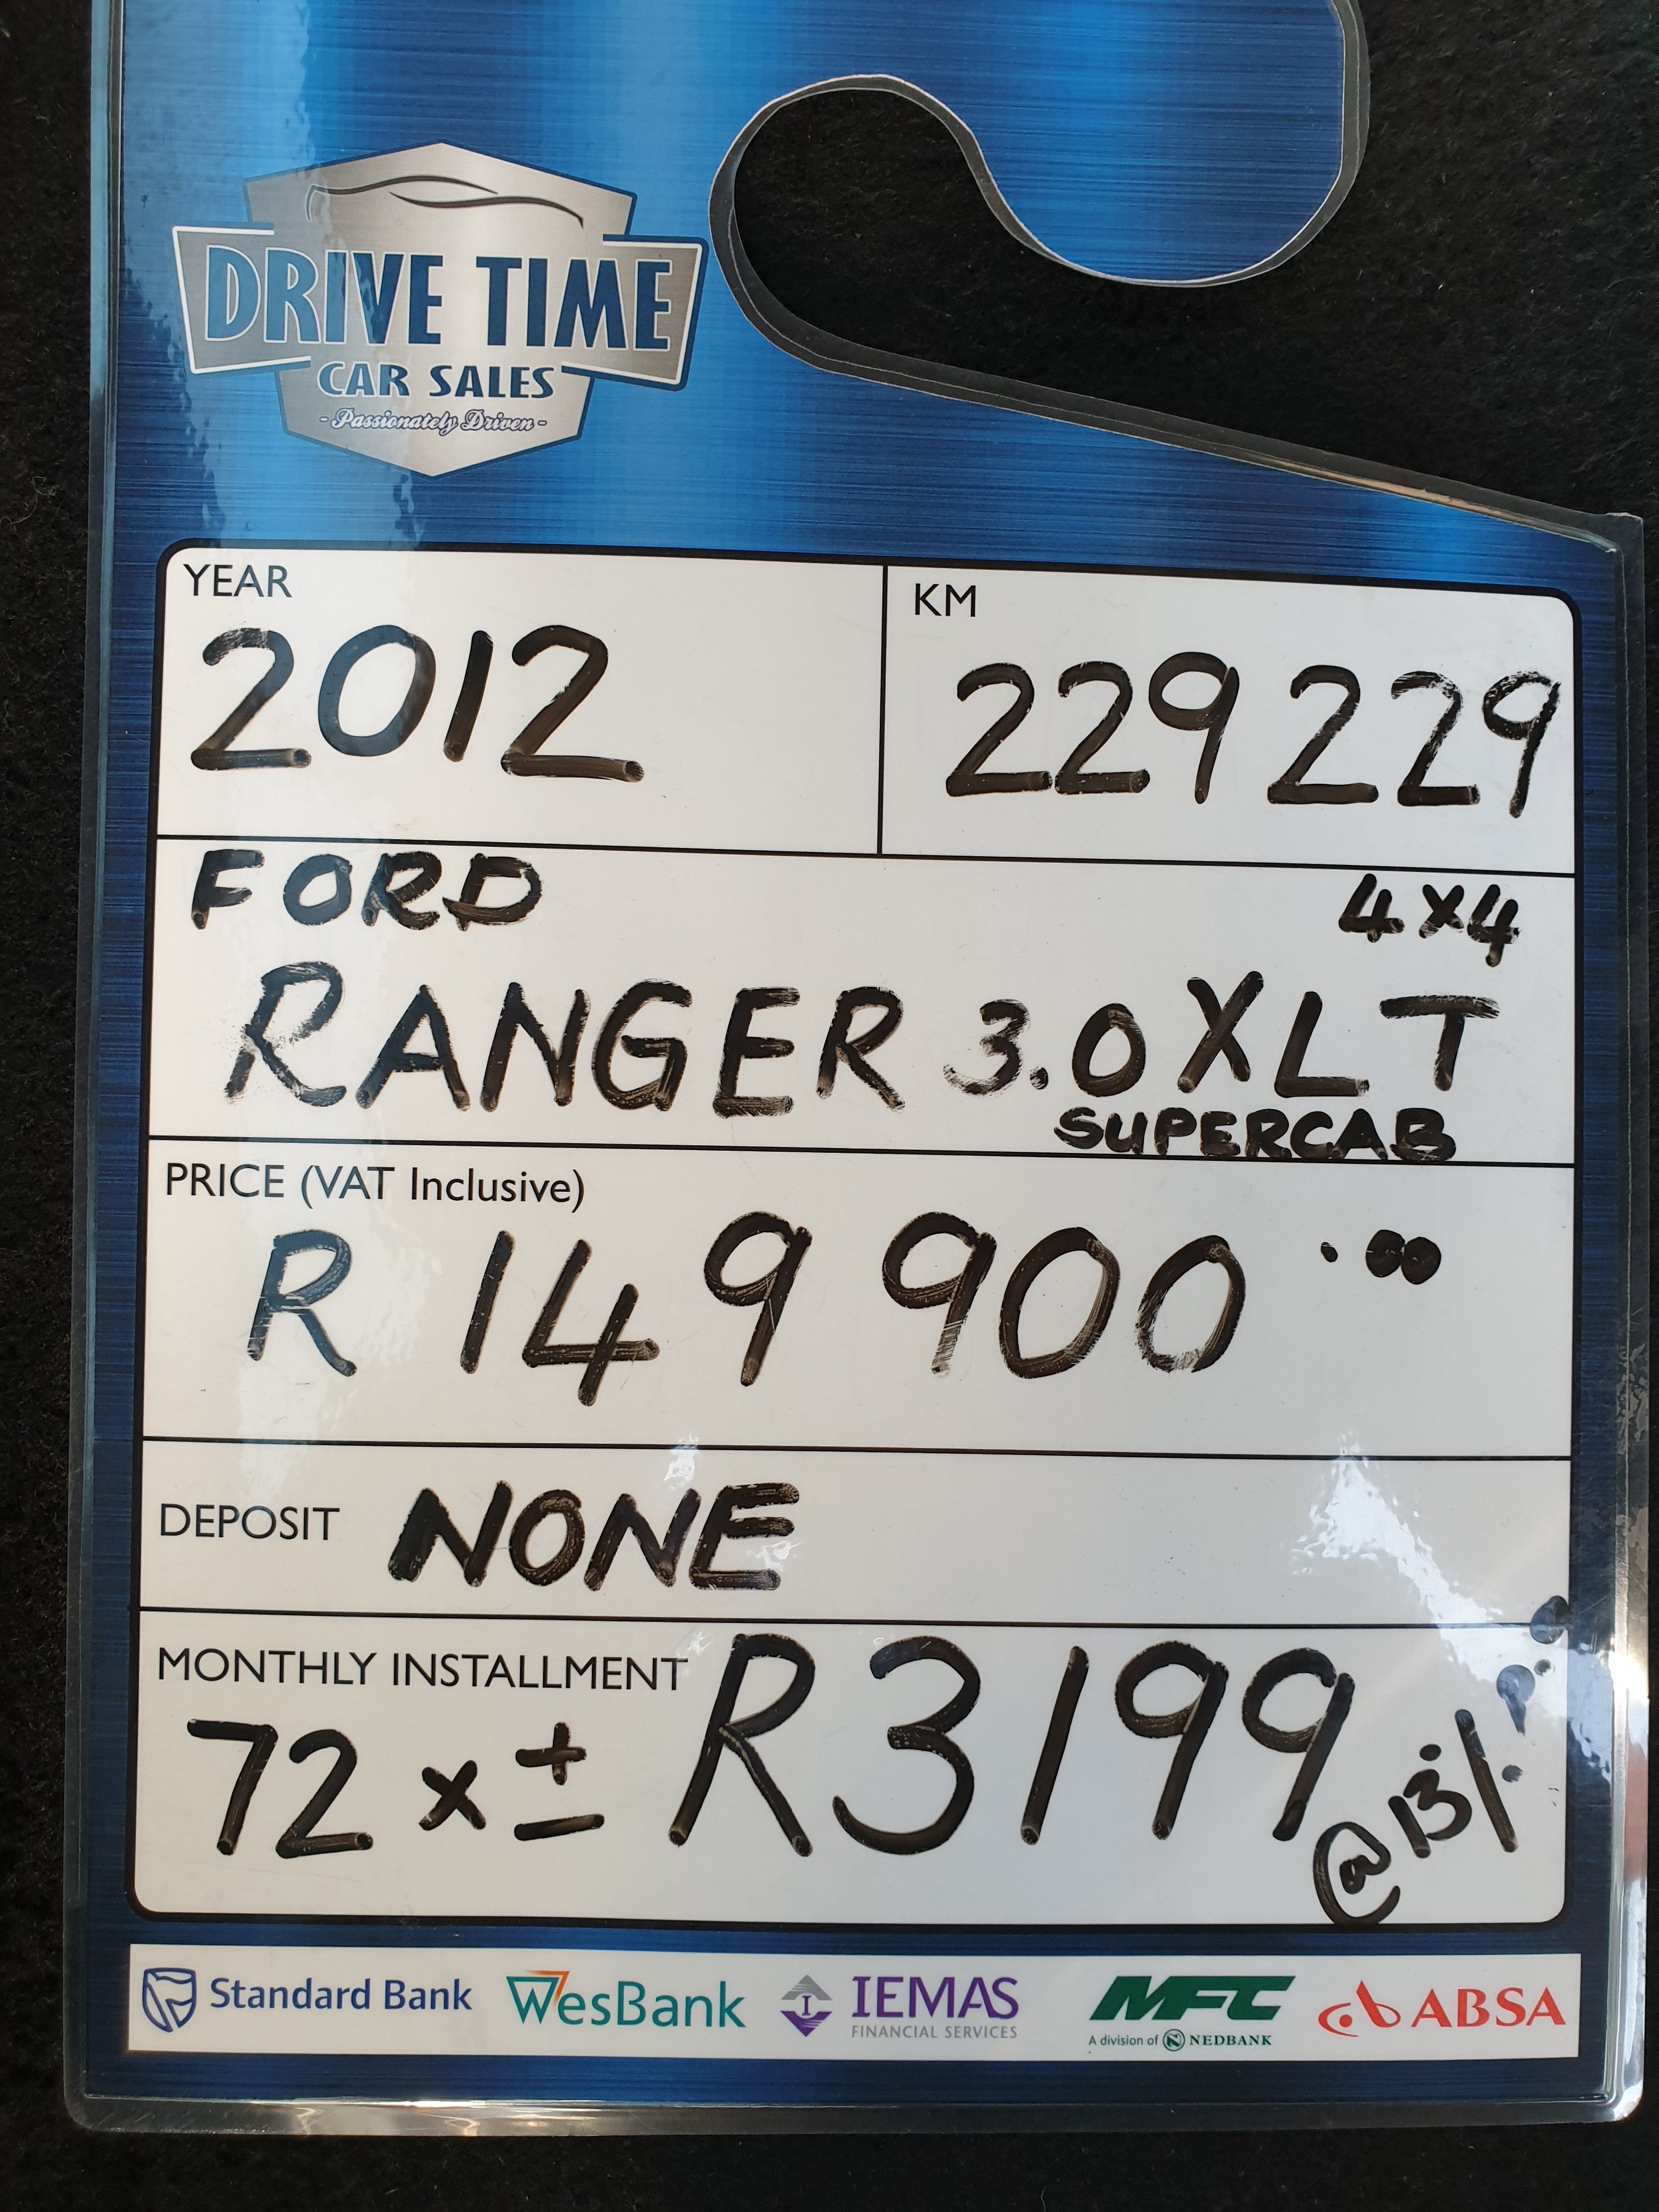 DRIVE TIME
CAR SALES
- Passionately Driven -
YEAR
2012
KM
229 229
FORD
4x4
RANGER 3.0 XLT
SUPERCAB
PRICE (VAT Inclusive)
R 149 900.00
DEPOSIT NONE
MONTHLY INSTALLMENT
72 x ± R3199
@ 13%
Standard Bank
WesBank
IEMAS
FINANCIAL SERVICES
MFC
A division of NEDBANK
ABSA